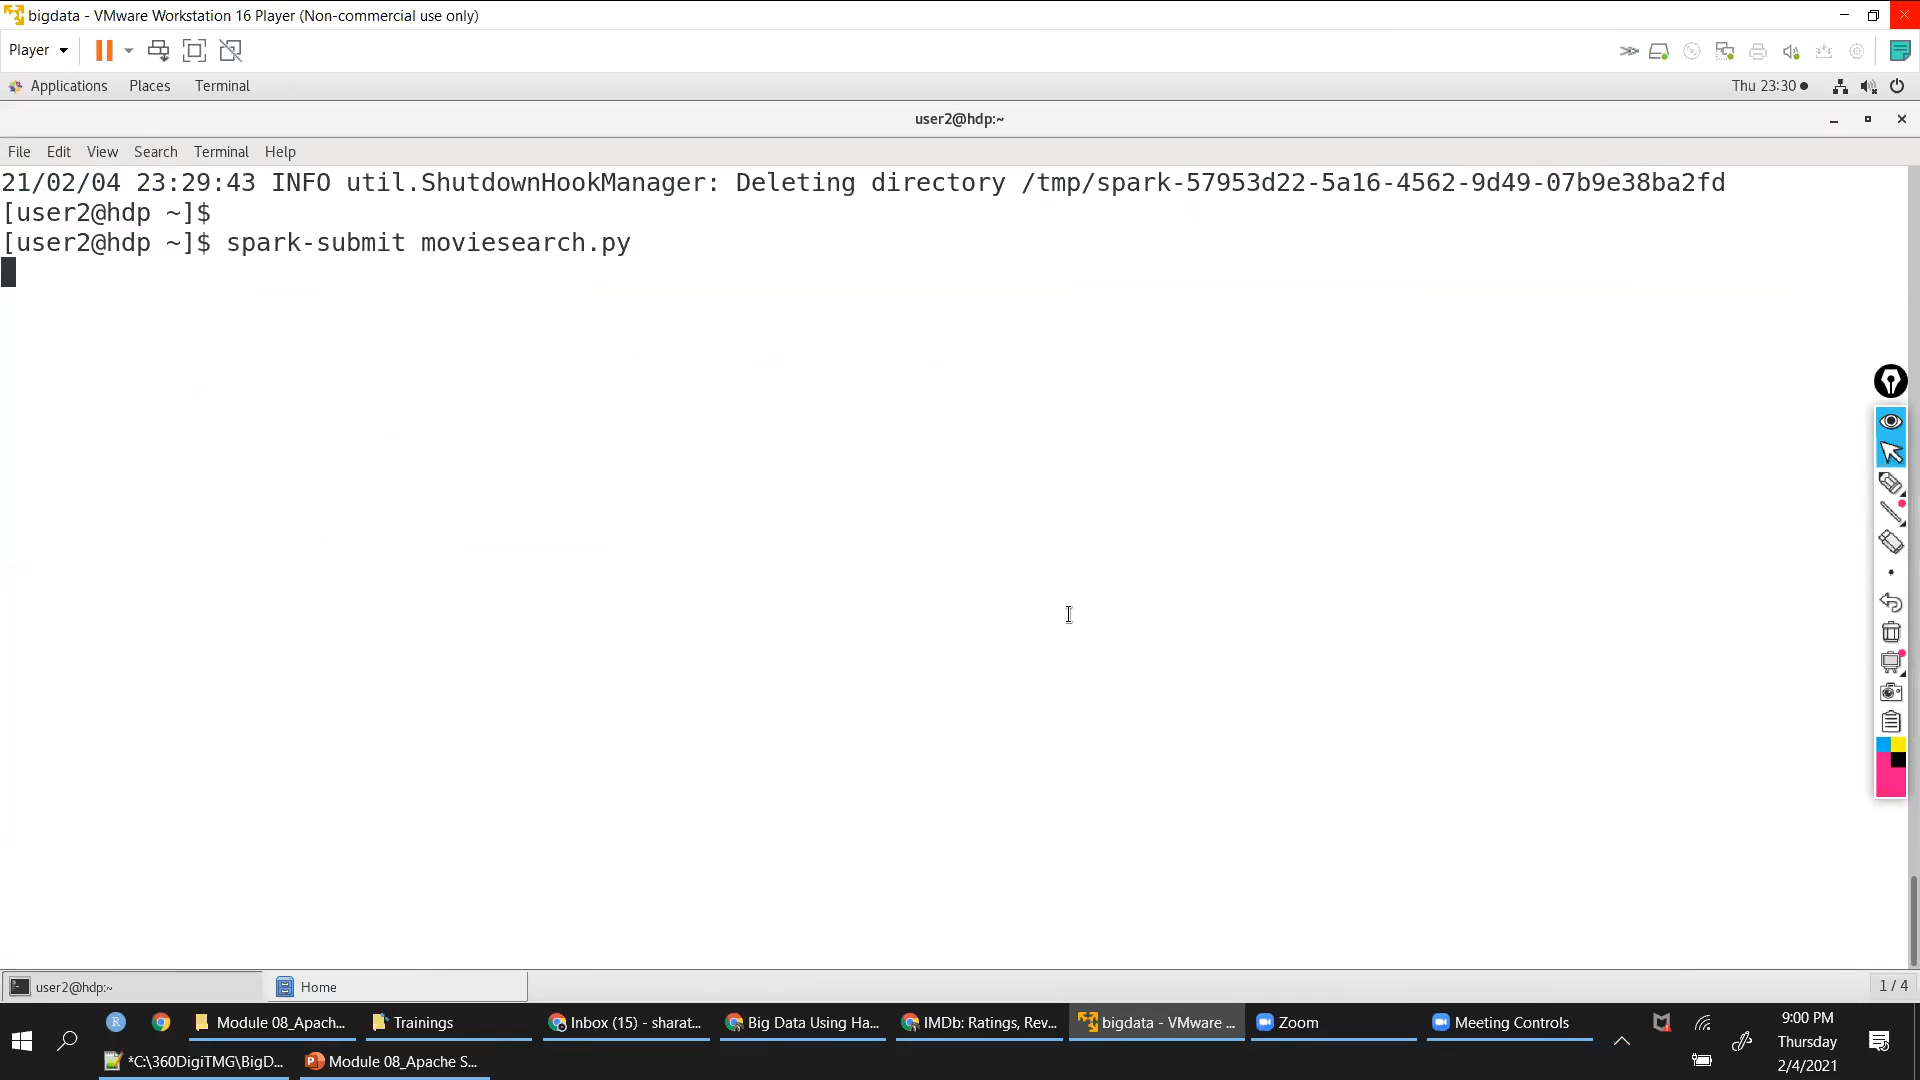 bigdata - VMware Workstation 16 Player (Non-commercial use only)
Player
Applications Places Terminal Thu 23:30
user2@hdp:~
File Edit View Search Terminal Help
21/02/04 23:29:43 INFO util.ShutdownHookManager: Deleting directory /tmp/spark-57953d22-5a16-4562-9d49-07b9e38ba2fd
[user2@hdp ~]$
[user2@hdp ~]$ spark-submit moviesearch.py
user2@hdp:~ Home 1 / 4
Module 08_Apach... Trainings Inbox (15) - sharat... Big Data Using Ha... IMDb: Ratings, Rev... bigdata - VMware ... Zoom Meeting Controls 9:00 PM
Thursday
*C:\360DigiTMG\BigD... Module 08_Apache S... 2/4/2021